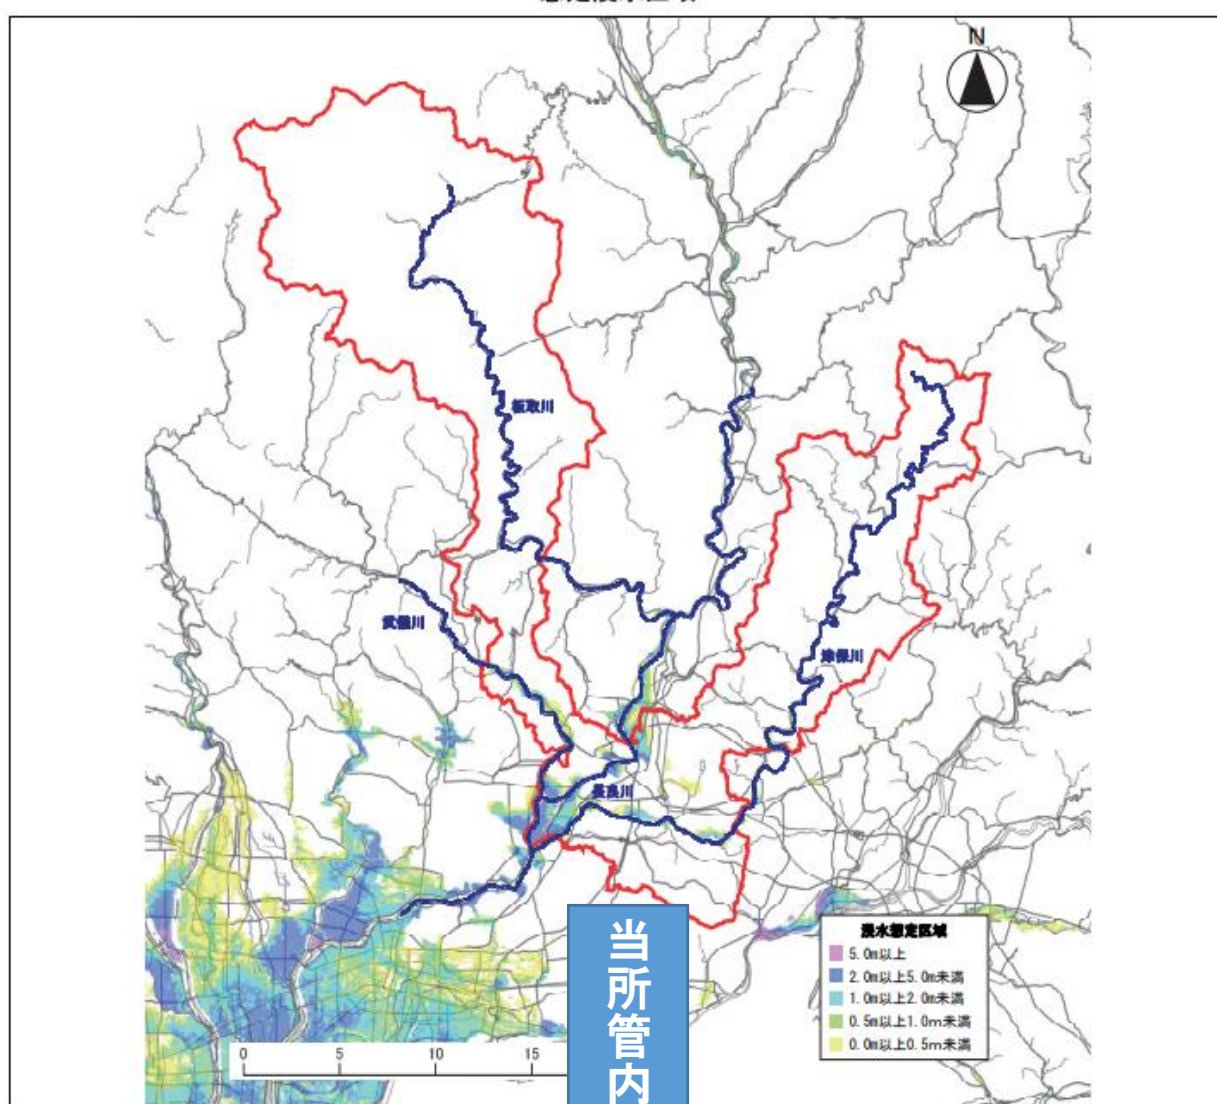 N
板取川
武儀川
津保川
長良川
当所管内
浸水想定区域
5.0m以上
2.0m以上5.0m未満
1.0m以上2.0m未満
0.5m以上1.0m未満
0.0m以上0.5m未満
0 5 10 15